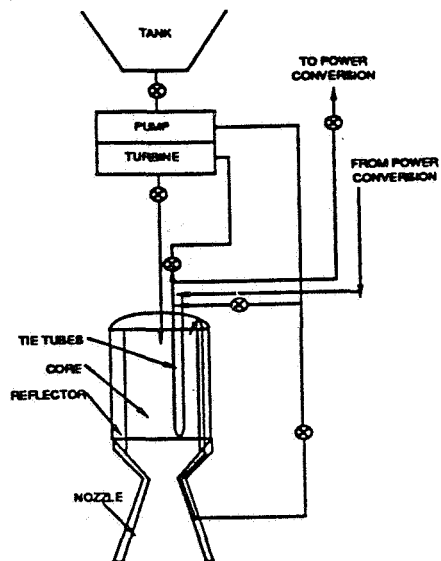 TANK
TO POWER
CONVERSION
PUMP
TURBINE
FROM POWER
CONVERSION
TIE TUBES
CORE
REFLECTOR
NOZZLE